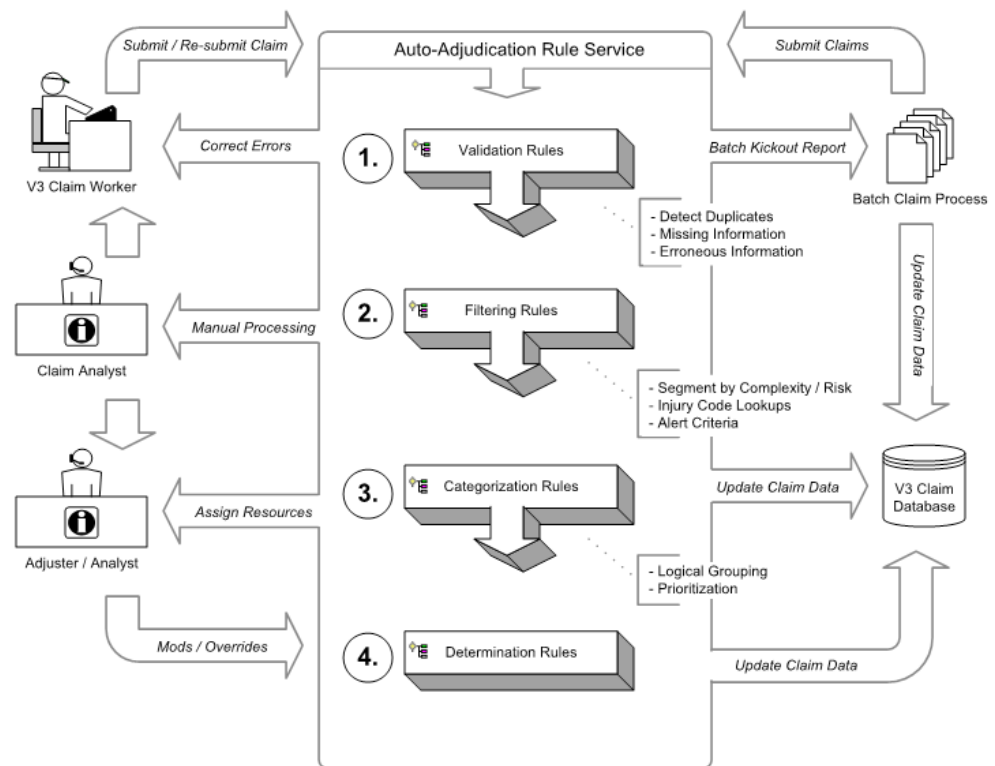 Submit / Re-submit Claim
Auto-Adjudication Rule Service
Submit Claims
V3 Claim Worker
Correct Errors
1.
Validation Rules
Batch Kickout Report
Batch Claim Process
- Detect Duplicates
- Missing Information
- Erroneous Information
Claim Analyst
Manual Processing
2.
Filtering Rules
Update Claim Data
- Segment by Complexity / Risk
- Injury Code Lookups
- Alert Criteria
Adjuster / Analyst
Assign Resources
3.
Categorization Rules
Update Claim Data
V3 Claim
Database
- Logical Grouping
- Prioritization
Mods / Overrides
4.
Determination Rules
Update Claim Data